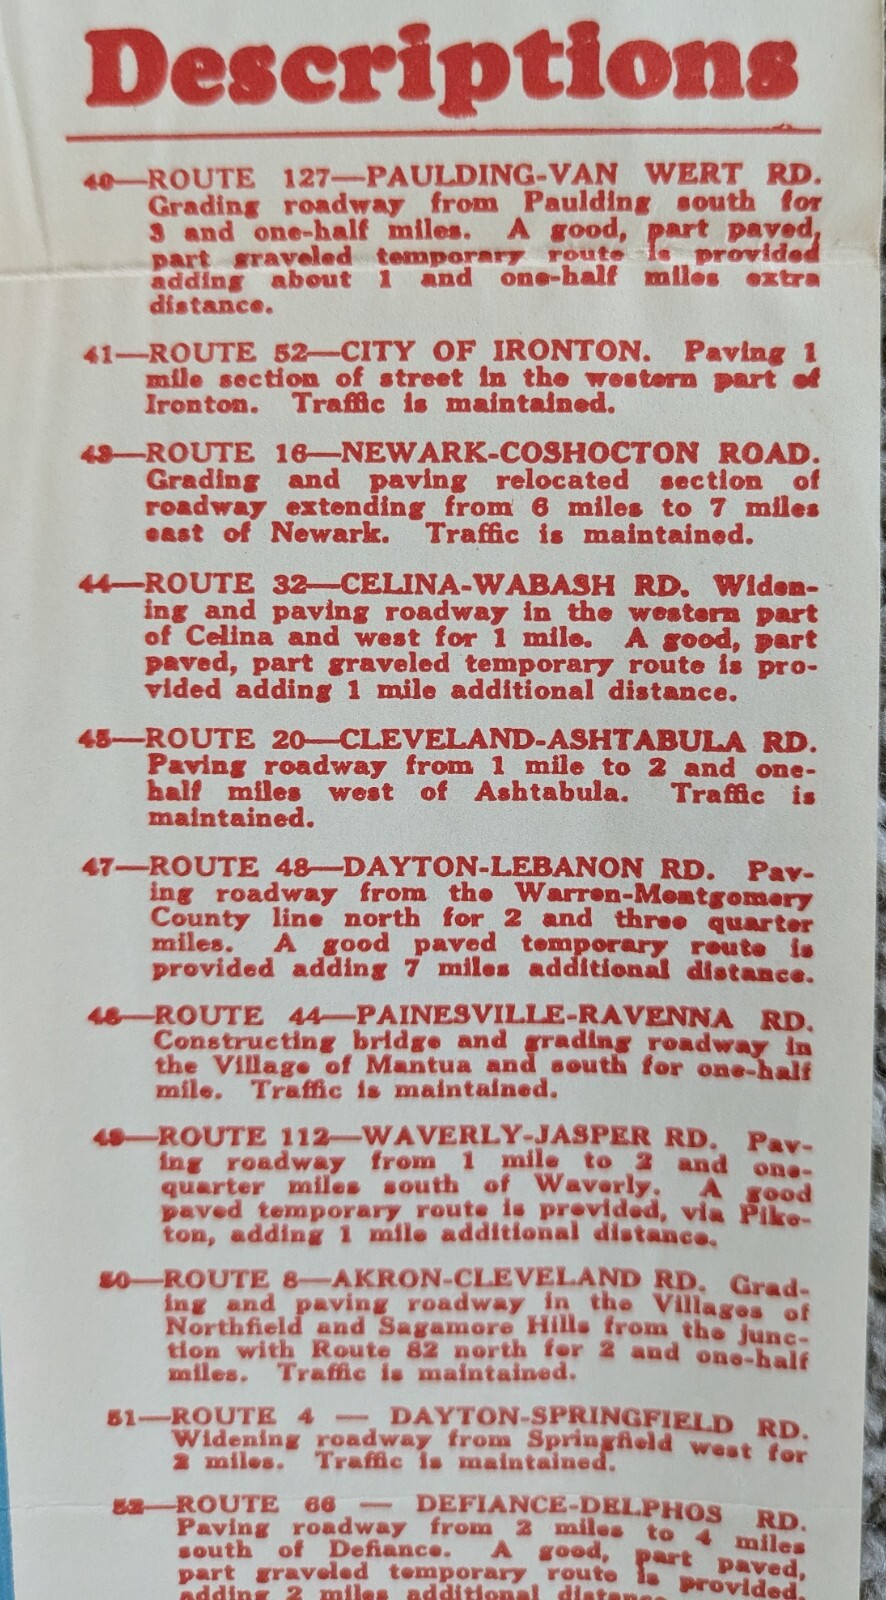 Descriptions
40—ROUTE 127—PAULDING-VAN WERT RD.
Grading roadway from Paulding south for
3 and one-half miles. A good, part paved,
part graveled temporary route is provided
adding about 1 and one-half miles extra
distance.
41—ROUTE 52—CITY OF IRONTON. Paving 1
mile section of street in the western part of
Ironton. Traffic is maintained.
43—ROUTE 16—NEWARK-COSHOCTON ROAD.
Grading and paving relocated section of
roadway extending from 6 miles to 7 miles
east of Newark. Traffic is maintained.
44—ROUTE 32—CELINA-WABASH RD. Widen-
ing and paving roadway in the western part
of Celina and west for 1 mile. A good, part
paved, part graveled temporary route is pro-
vided adding 1 mile additional distance.
45—ROUTE 20—CLEVELAND-ASHTABULA RD.
Paving roadway from 1 mile to 2 and one-
half miles west of Ashtabula. Traffic is
maintained.
47—ROUTE 48—DAYTON-LEBANON RD. Pav-
ing roadway from the Warren-Montgomery
County line north for 2 and three quarter
miles. A good paved temporary route is
provided adding 7 miles additional distance.
48—ROUTE 44—PAINESVILLE-RAVENNA RD.
Constructing bridge and grading roadway in
the Village of Mantua and south for one-half
mile. Traffic is maintained.
49—ROUTE 112—WAVERLY-JASPER RD. Pav-
ing roadway from 1 mile to 2 and one-
quarter miles south of Waverly. A good
paved temporary route is provided, via Pike-
ton, adding 1 mile additional distance.
50—ROUTE 8—AKRON-CLEVELAND RD. Grad-
ing and paving roadway in the Villages of
Northfield and Sagamore Hills from the junc-
tion with Route 82 north for 2 and one-half
miles. Traffic is maintained.
51—ROUTE 4 — DAYTON-SPRINGFIELD RD.
Widening roadway from Springfield west for
2 miles. Traffic is maintained.
52—ROUTE 66 — DEFIANCE-DELPHOS RD.
Paving roadway from 2 miles to 4 miles
south of Defiance. A good, part paved,
part graveled temporary route is provided,
adding 2 miles additional distance.